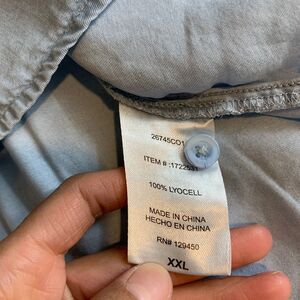 ITEM #
100% LYOCELL
MADE IN CHINA
HECHO EN CHINA
RN# 129450
XXL